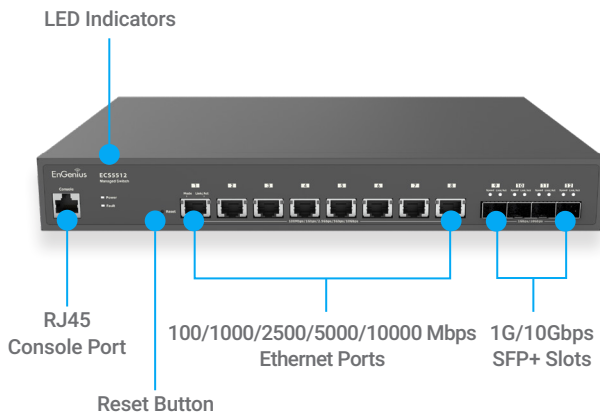 LED Indicators
EnGenius
ECS5512
Managed Switch
Console
Power
Fault
Reset
1
2
3
4
5
6
7
8
9
10
11
12
RJ45
Console Port
100/1000/2500/5000/10000 Mbps
Ethernet Ports
1G/10Gbps
SFP+ Slots
Reset Button